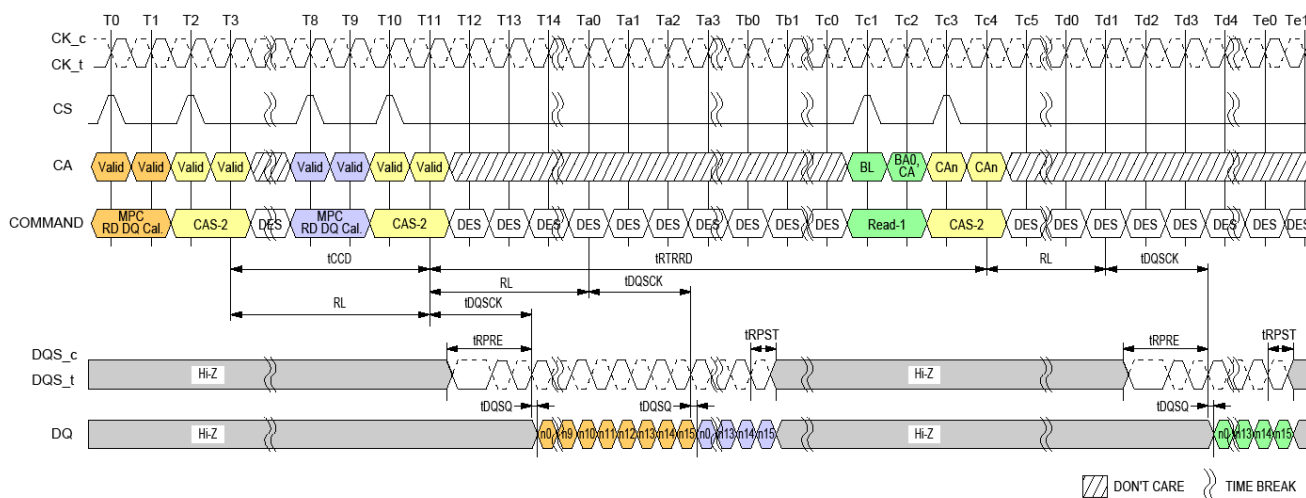 T0 T1 T2 T3 T8 T9 T10 T11 T12 T13 T14 Ta0 Ta1 Ta2 Ta3 Tb0 Tb1 Tc0 Tc1 Tc2 Tc3 Tc4 Tc5 Td0 Td1 Td2 Td3 Td4 Te0 Te1
CK_c
CK_t
CS
CA Valid Valid Valid Valid Valid Valid Valid Valid BL BA0, CA CAn CAn
COMMAND MPC RD DQ Cal. CAS-2 DES MPC RD DQ Cal. CAS-2 DES DES DES DES DES DES DES DES DES DES Read-1 CAS-2 DES DES DES DES DES DES DES DES
tCCD tRTRRD RL tDQSCK
RL tDQSCK
RL tDQSCK
tRPRE tRPST tRPRE tRPST
DQS_c
DQS_t Hi-Z Hi-Z
tDQSQ tDQSQ tDQSQ
DQ Hi-Z n0 n9 n10 n11 n12 n13 n14 n15 n0 n13 n14 n15 Hi-Z n0 n13 n14 n15
DON'T CARE TIME BREAK